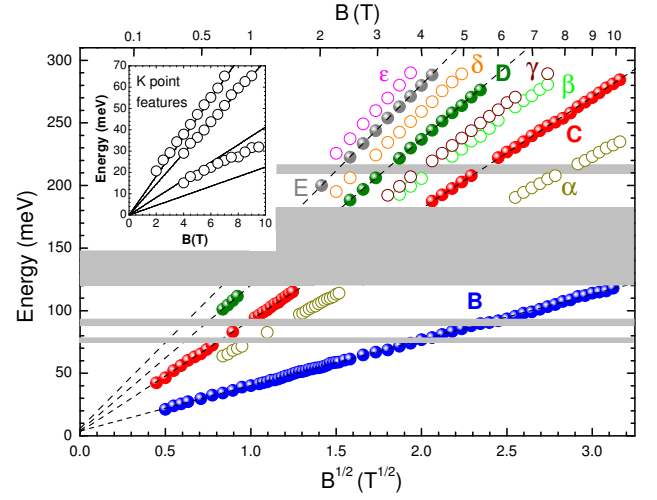 B (T)
0.1 0.5 1 2 3 4 5 6 7 8 9 10
300
250
200
150
100
50
0
Energy (meV)
0.0 0.5 1.0 1.5 2.0 2.5 3.0
B1/2 (T1/2)
K point
features
70
60
50
40
30
20
10
0
Energy (meV)
0 2 4 6 8 10
B(T)
ε
δ
D
γ
β
C
E
α
B